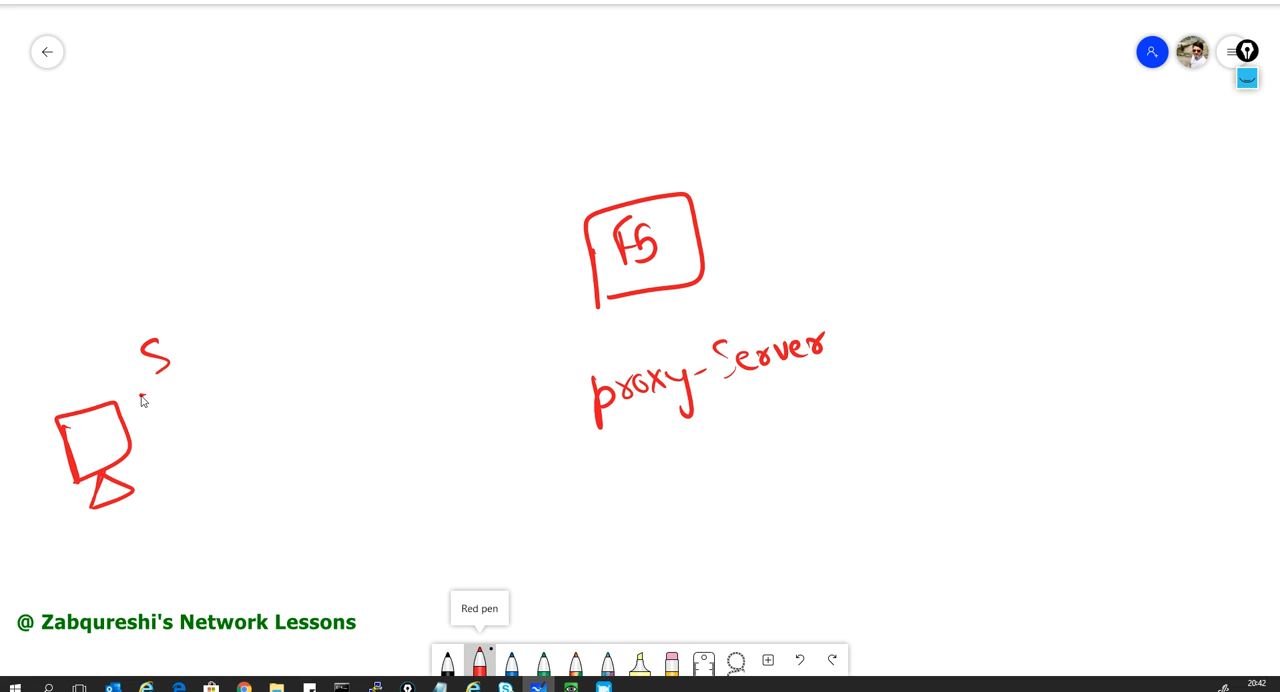 F5
S
proxy-Server
@ Zabqureshi's Network Lessons
Red pen
20:42